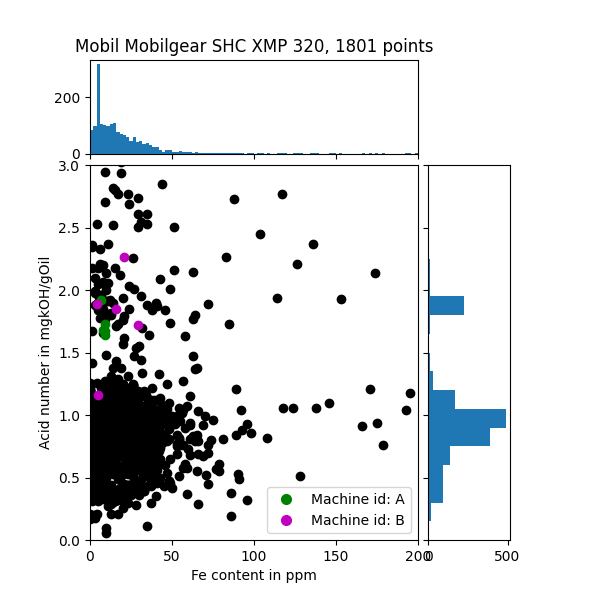 Mobil Mobilgear SHC XMP 320, 1801 points
200
0
3.0
2.5
2.0
1.5
1.0
0.5
0.0
Acid number in mgkOH/gOil
Machine id: A
Machine id: B
0 50 100 150 200 0 500
Fe content in ppm